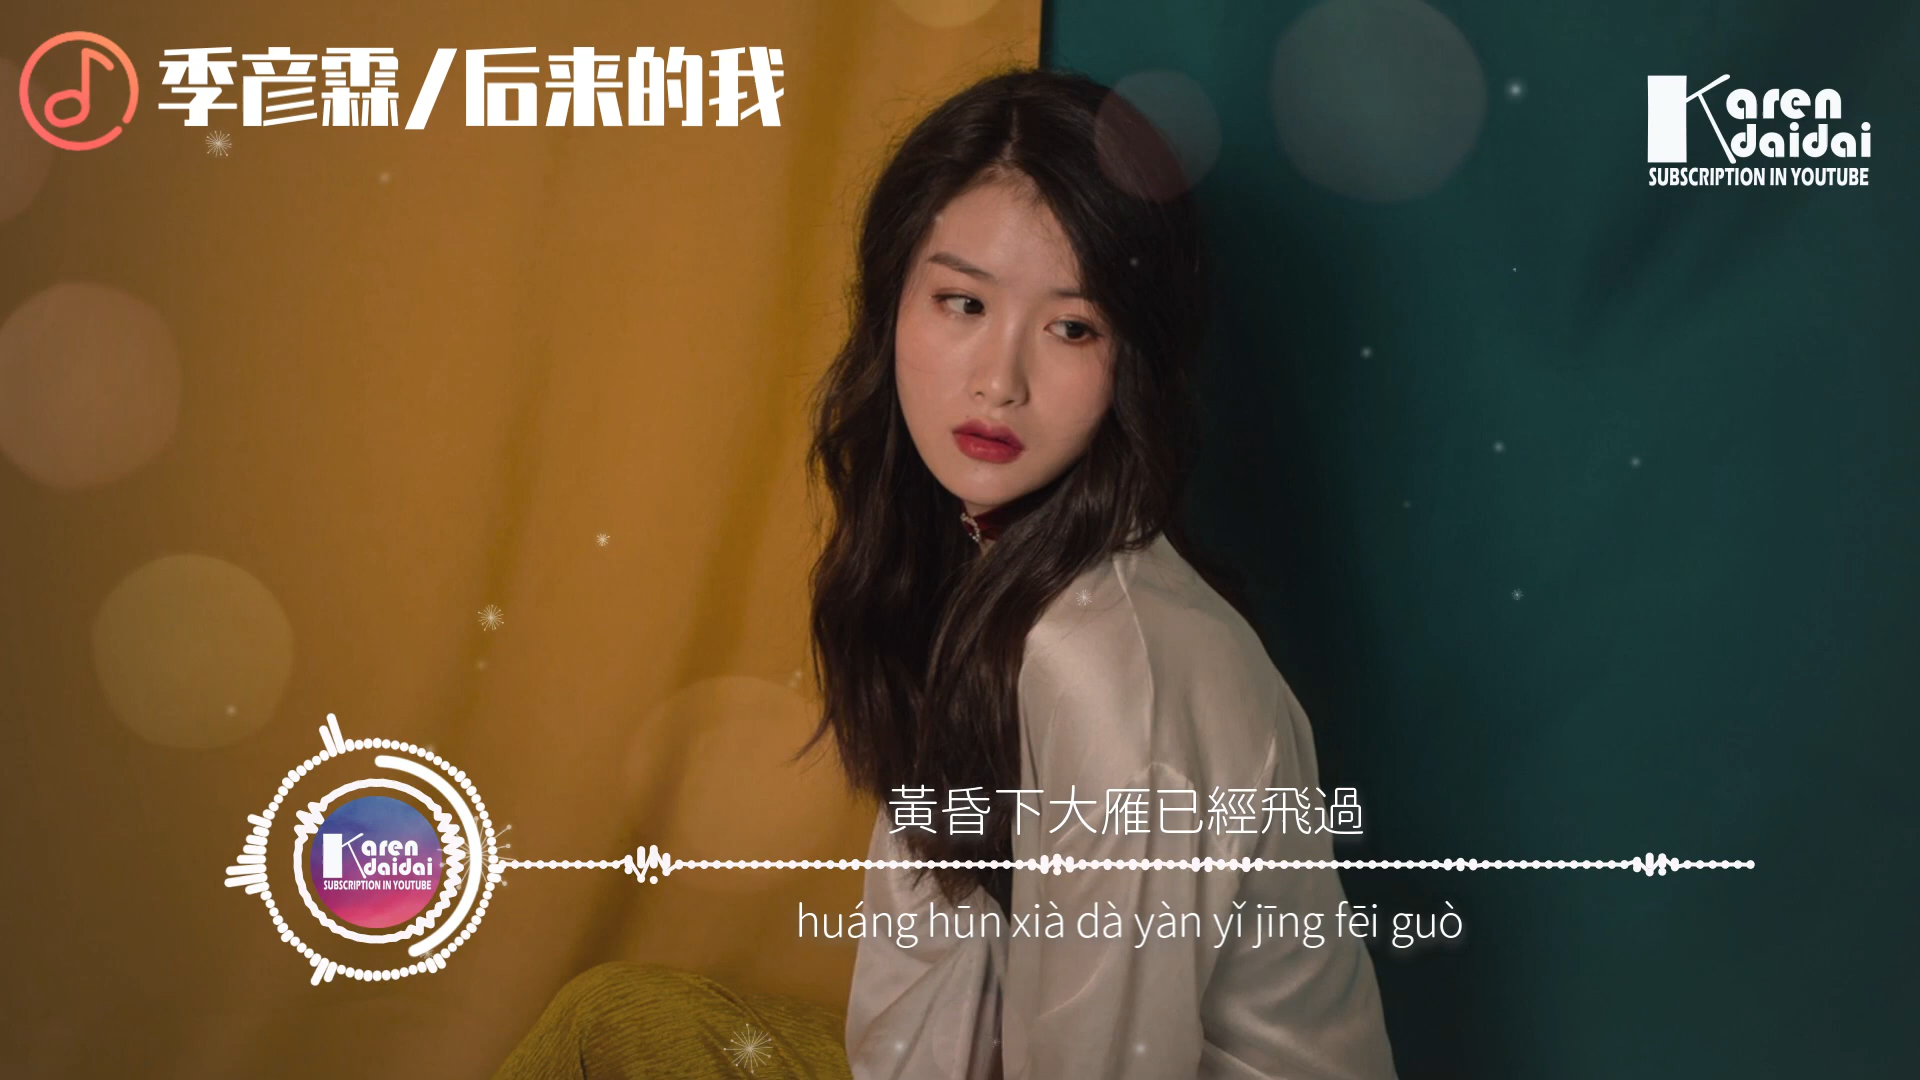 季彦霖/后来的我
Karen
daidai
SUBSCRIPTION IN YOUTUBE
黃昏下大雁已經飛過
huáng hūn xià dà yàn yǐ jīng fēi guò
Karen
daidai
SUBSCRIPTION IN YOUTUBE